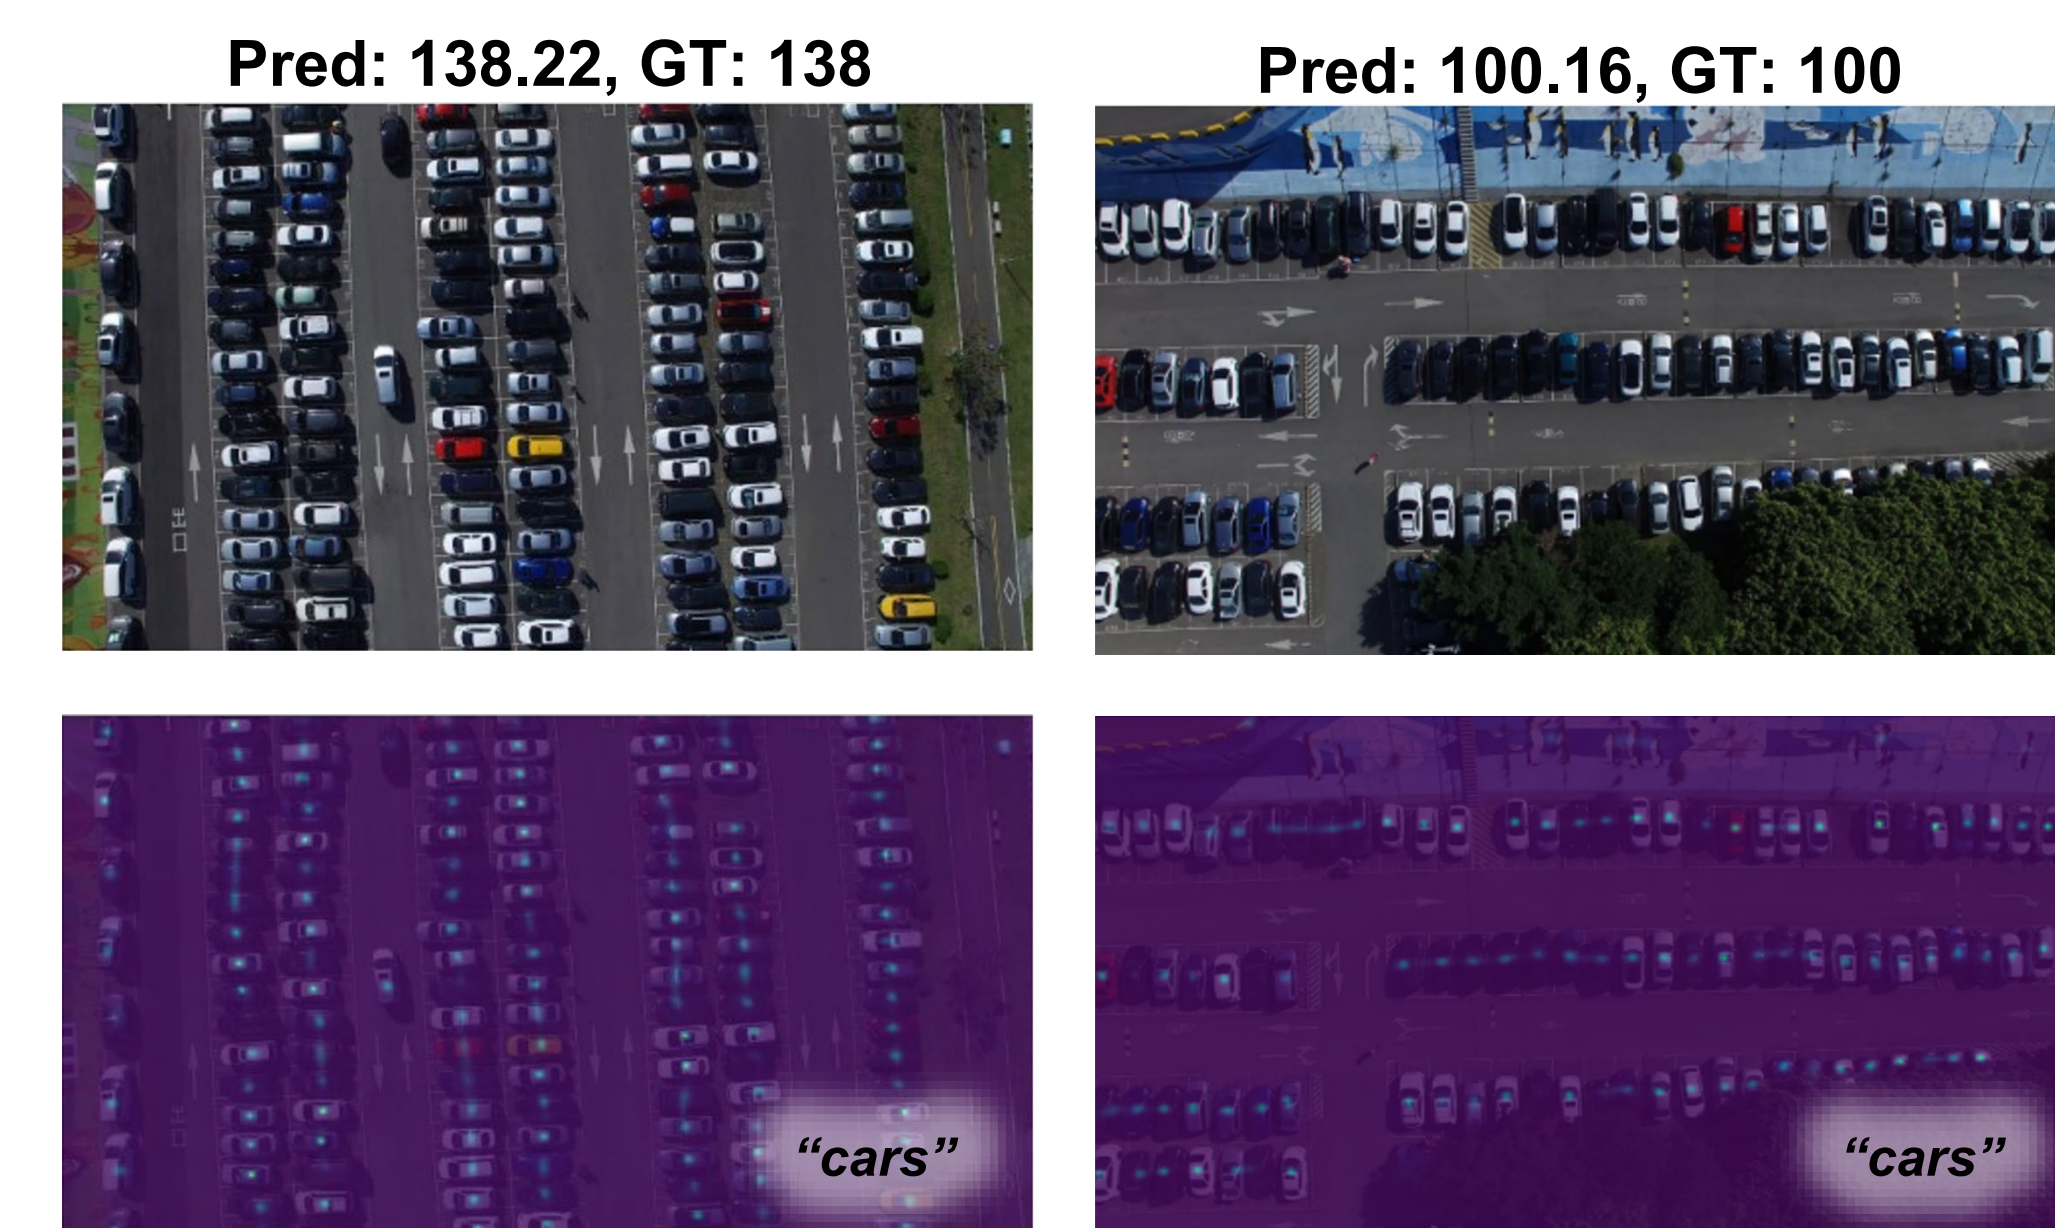 Pred: 138.22, GT: 138
Pred: 100.16, GT: 100
“cars”
“cars”